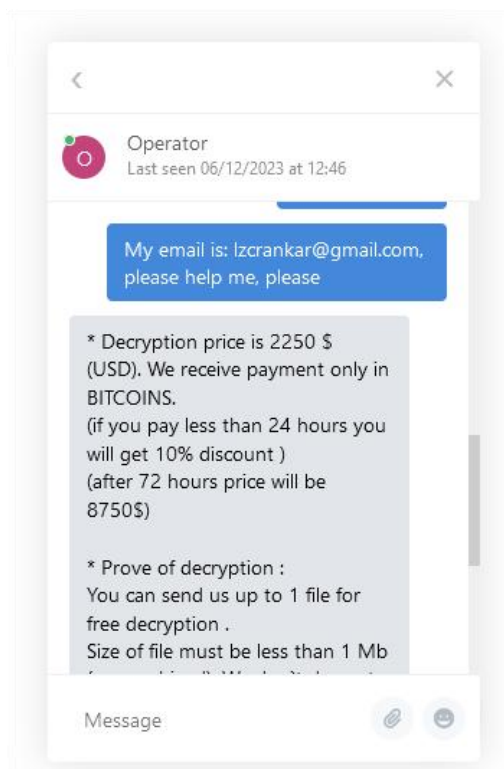 Operator
O
Last seen 06/12/2023 at 12:46
My email is: lzcrankar@gmail.com,
please help me, please
* Decryption price is 2250 $
(USD). We receive payment only in
BITCOINS.
(if you pay less than 24 hours you
will get 10% discount )
(after 72 hours price will be
8750$)
* Prove of decryption :
You can send us up to 1 file for
free decryption .
Size of file must be less than 1 Mb
Message